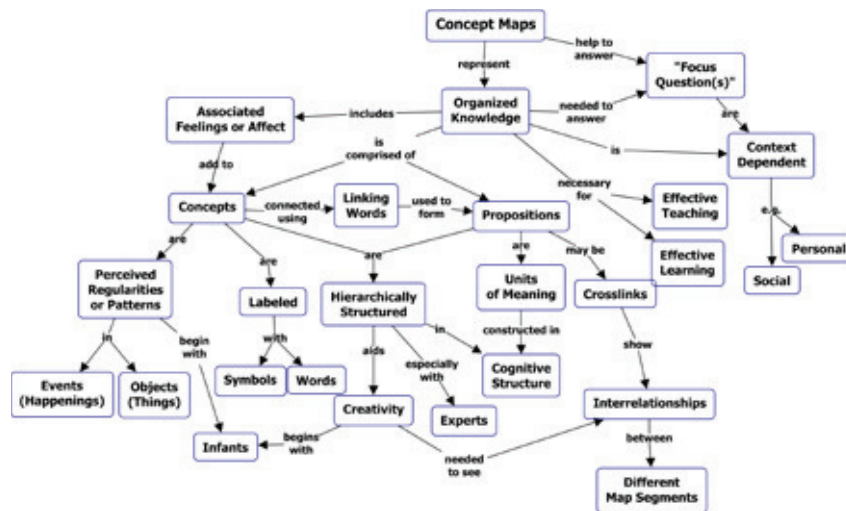 Concept Maps
help to
answer
represent
"Focus
Question(s)"
Associated
Feelings or Affect
includes
Organized
Knowledge
needed to
answer
are
is
comprised of
is
Context
Dependent
add to
necessary
for
Effective
Teaching
Concepts
connected
using
Linking
Words
used to
form
Propositions
e.g.
Personal
are
are
are
are
may be
Effective
Learning
Social
Perceived
Regularities
or Patterns
Labeled
Hierarchically
Structured
Units
of Meaning
Crosslinks
in
begin
with
with
aids
in
constructed in
especially
with
show
Events
(Happenings)
Objects
(Things)
Symbols
Words
Cognitive
Structure
Creativity
Experts
Interrelationships
Infants
begins
with
needed
to see
between
Different
Map Segments